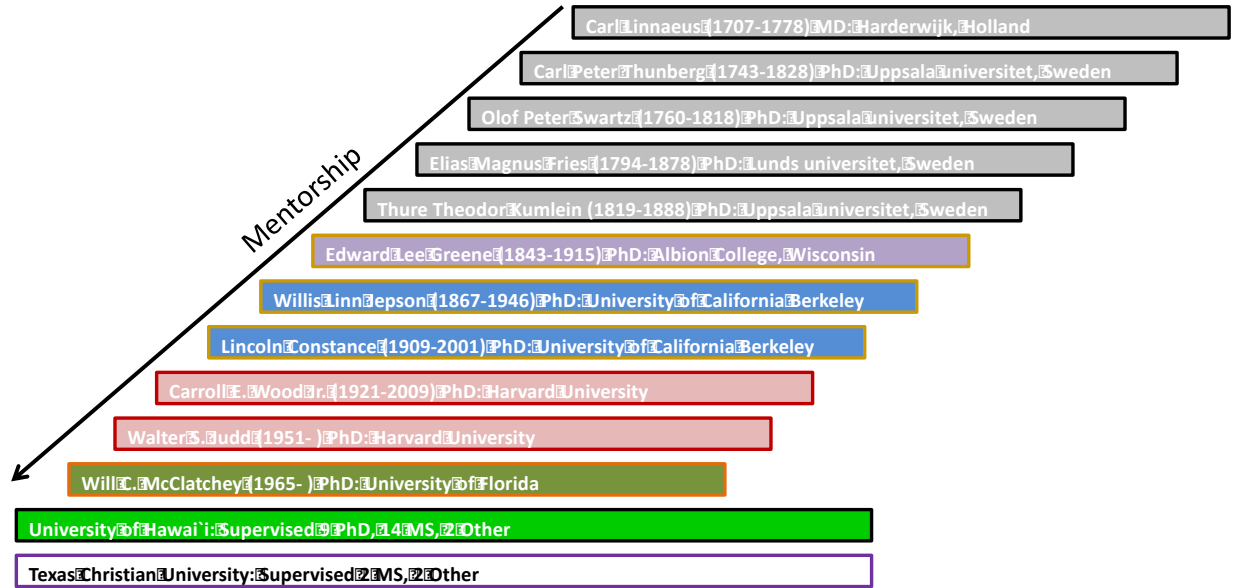 Mentorship
Carl Linnaeus (1707-1778) MD: Harderwijk, Holland
Carl Peter Thunberg (1743-1828) PhD: Uppsala universitet, Sweden
Olof Peter Swartz (1760-1818) PhD: Uppsala universitet, Sweden
Elias Magnus Fries (1794-1878) PhD: Lunds universitet, Sweden
Thure Theodor Kumlein (1819-1888) PhD: Uppsala universitet, Sweden
Edward Lee Greene (1843-1915) PhD: Albion College, Wisconsin
Willis Linn Jepson (1867-1946) PhD: University of California Berkeley
Lincoln Constance (1909-2001) PhD: University of California Berkeley
Carroll E. Wood Jr. (1921-2009) PhD: Harvard University
Walter S. Judd (1951- ) PhD: Harvard University
Will C. McClatchey (1965- ) PhD: University of Florida
University of Hawai`i: Supervised 9 PhD, 14 MS, 2 Other
Texas Christian University: Supervised 2 MS, 2 Other